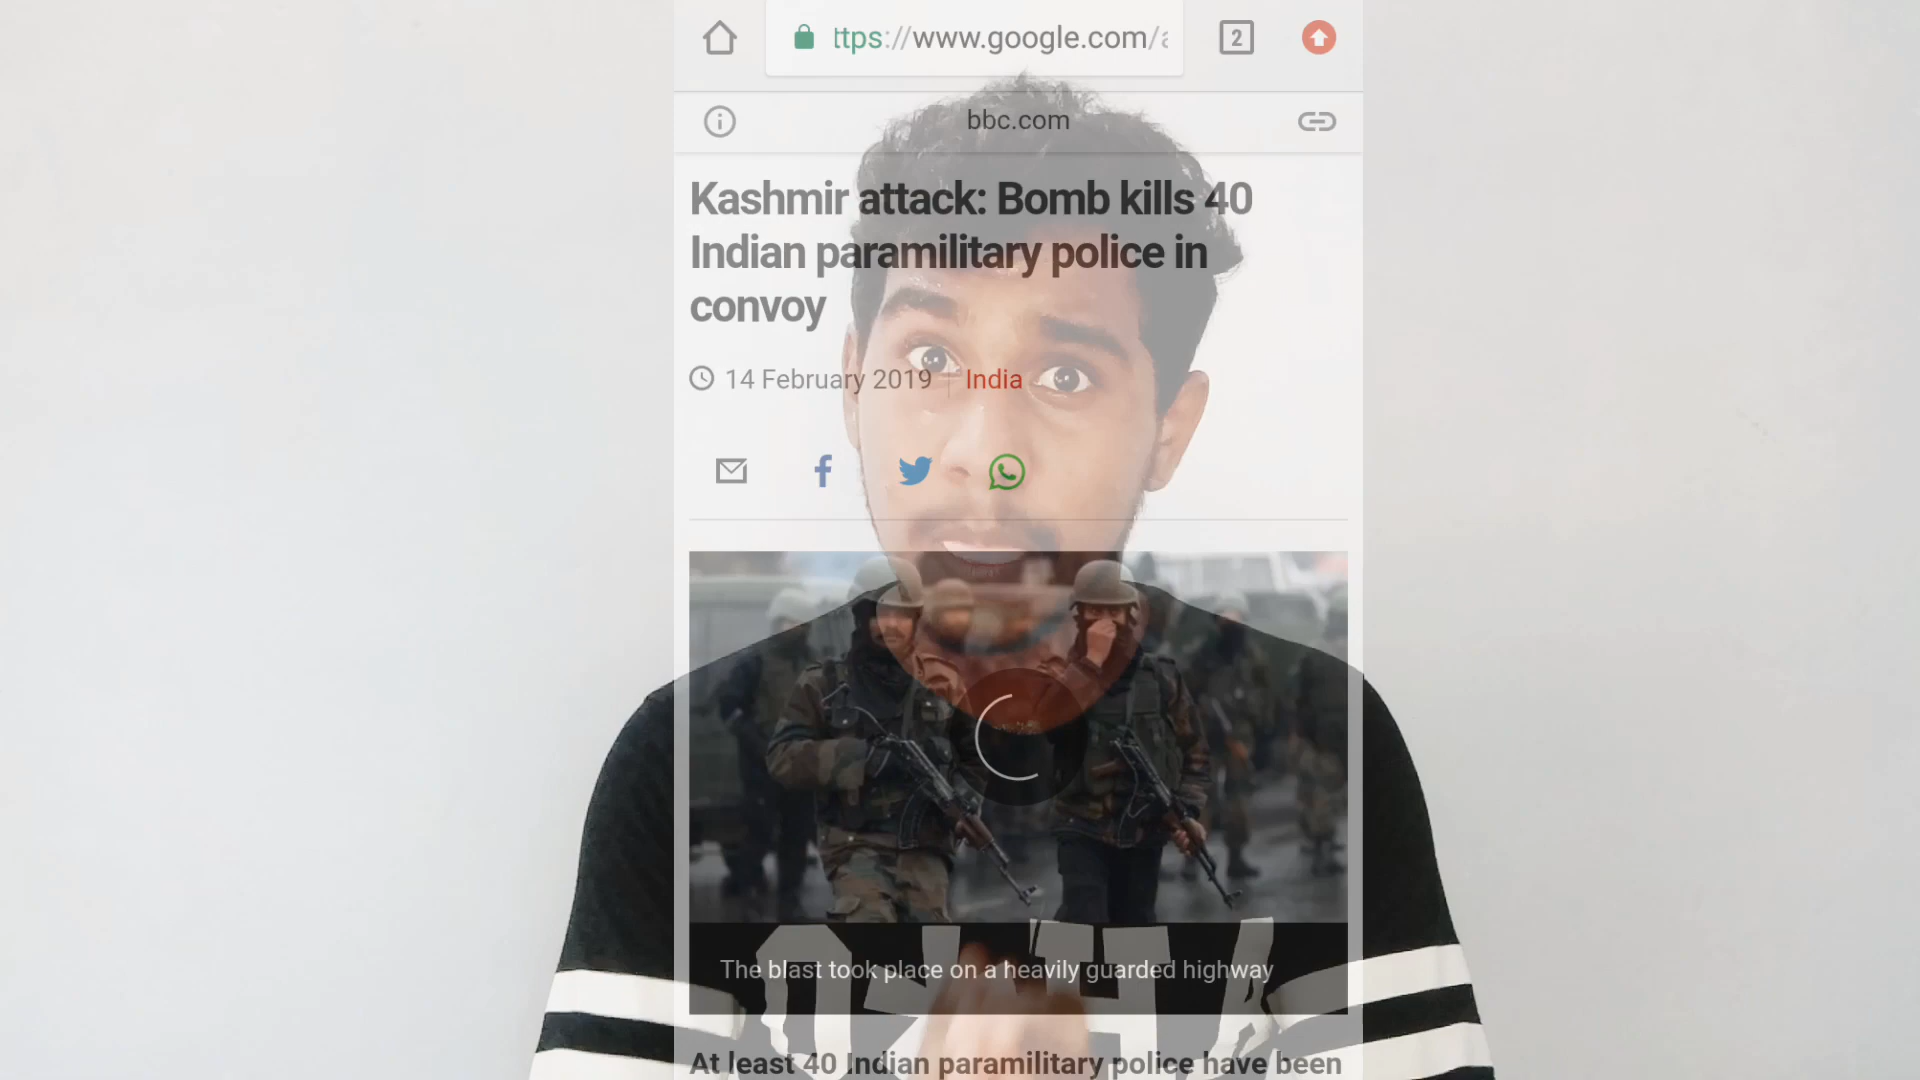 ttps://www.google.com/a
2
bbc.com
Kashmir attack: Bomb kills 40
Indian paramilitary police in
convoy
14 February 2019
India
The blast took place on a heavily guarded highway
At least 40 Indian paramilitary police have been